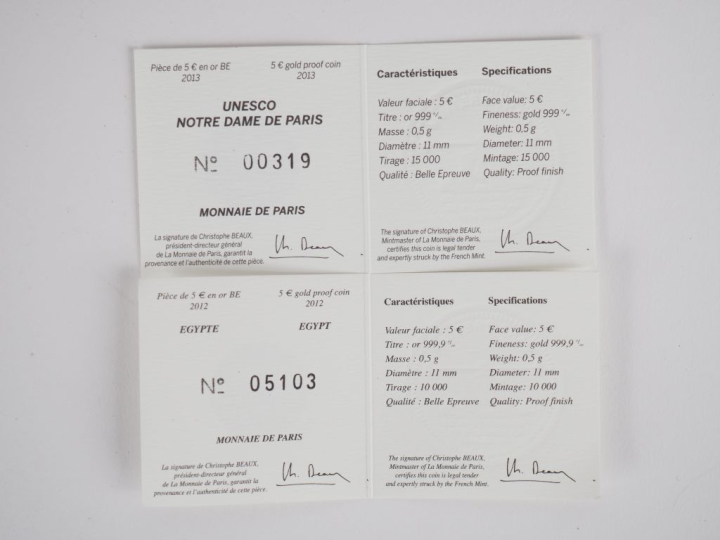 Pièce de 5 € en or BE
2013
5 € gold proof coin
2013
UNESCO
NOTRE DAME DE PARIS
Nº 00319
MONNAIE DE PARIS
La signature de Christophe BEAUX,
président-directeur général
de La Monnaie de Paris, garantit la
provenance et l'authenticité de cette pièce.
Caractéristiques
Valeur faciale : 5 €
Titre : or 999 ‰
Masse : 0,5 g
Diamètre : 11 mm
Tirage : 15 000
Qualité : Belle Epreuve
Specifications
Face value: 5 €
Fineness: gold 999 ‰
Weight: 0,5 g
Diameter: 11 mm
Mintage: 15 000
Quality: Proof finish
The signature of Christophe BEAUX,
Mintmaster of La Monnaie de Paris,
certifies this coin is legal tender
and expertly struck by the French Mint.
Pièce de 5 € en or BE
2012
5 € gold proof coin
2012
EGYPTE
EGYPT
Nº 05103
MONNAIE DE PARIS
La signature de Christophe BEAUX,
président-directeur général
de La Monnaie de Paris, garantit la
provenance et l'authenticité de cette pièce.
Caractéristiques
Valeur faciale : 5 €
Titre : or 999,9 ‰
Masse : 0,5 g
Diamètre : 11 mm
Tirage : 10 000
Qualité : Belle Epreuve
Specifications
Face value: 5 €
Fineness: gold 999,9 ‰
Weight: 0,5 g
Diameter: 11 mm
Mintage: 10 000
Quality: Proof finish
The signature of Christophe BEAUX,
Mintmaster of La Monnaie de Paris,
certifies this coin is legal tender
and expertly struck by the French Mint.